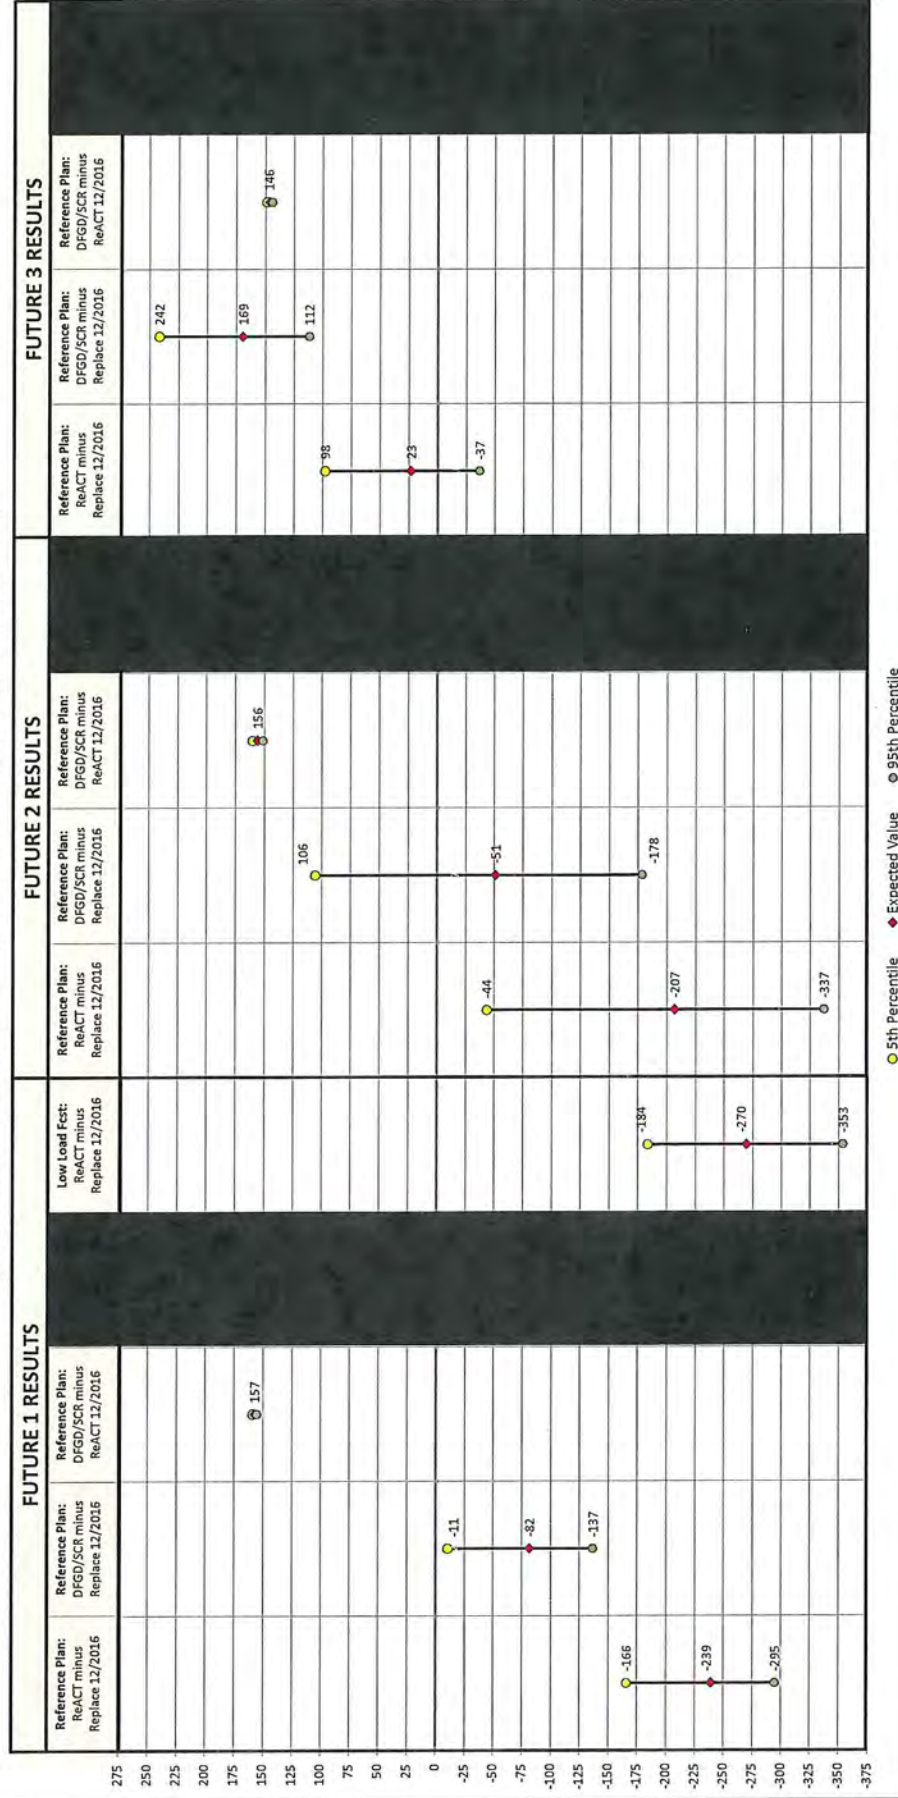 FUTURE 1 RESULTS
FUTURE 2 RESULTS
FUTURE 3 RESULTS
Reference Plan:
ReACT minus
Replace 12/2016
Reference Plan:
DFGD/SCR minus
Replace 12/2016
Reference Plan:
DFGD/SCR minus
ReACT 12/2016
Low Load Fcst:
ReACT minus
Replace 12/2016
Reference Plan:
ReACT minus
Replace 12/2016
Reference Plan:
DFGD/SCR minus
Replace 12/2016
Reference Plan:
DFGD/SCR minus
ReACT 12/2016
Reference Plan:
ReACT minus
Replace 12/2016
Reference Plan:
DFGD/SCR minus
Replace 12/2016
Reference Plan:
DFGD/SCR minus
ReACT 12/2016
275
250
225
200
175
150
125
100
75
50
25
0
-25
-50
-75
-100
-125
-150
-175
-200
-225
-250
-275
-300
-325
-350
-375
-166
-239
-295
-11
-82
-137
157
-184
-270
-353
-44
-207
-337
106
-51
-178
156
98
23
-37
242
169
112
146
5th Percentile
Expected Value
95th Percentile